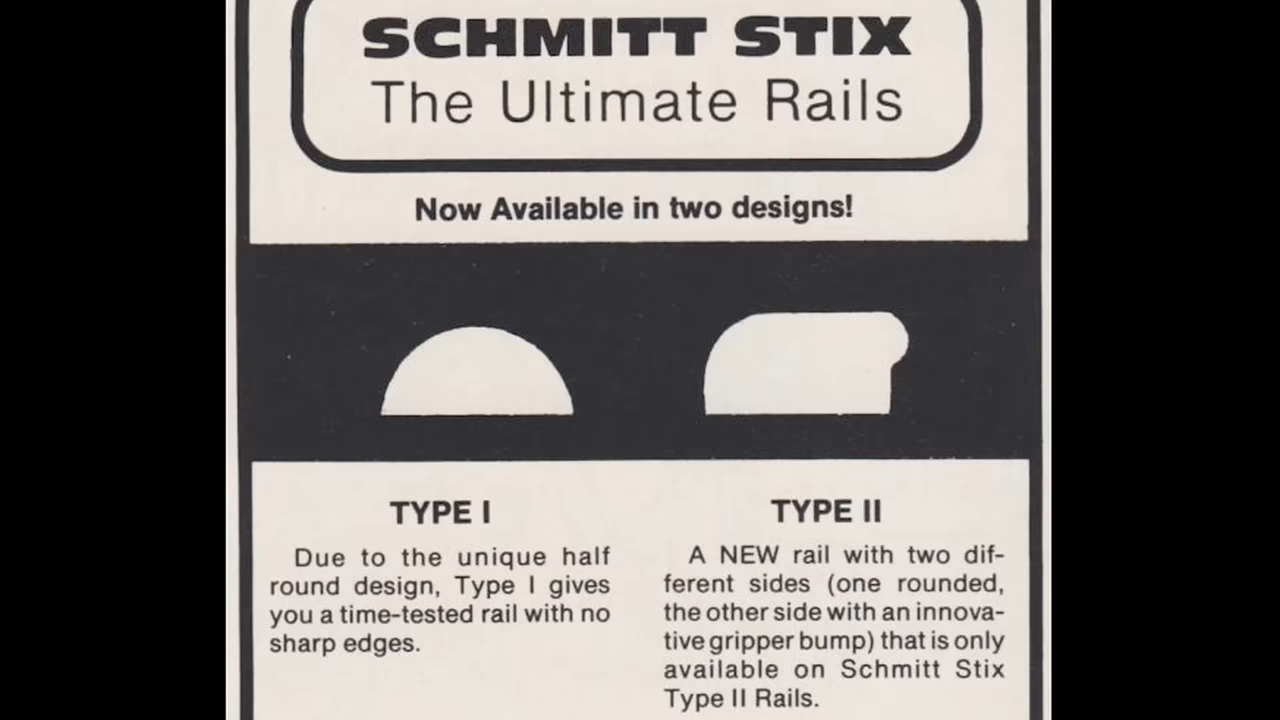 SCHMITT STIX
The Ultimate Rails
Now Available in two designs!
TYPE I
Due to the unique half
round design, Type I gives
you a time-tested rail with no
sharp edges.
TYPE II
A NEW rail with two dif-
ferent sides (one rounded,
the other side with an innova-
tive gripper bump) that is only
available on Schmitt Stix
Type II Rails.